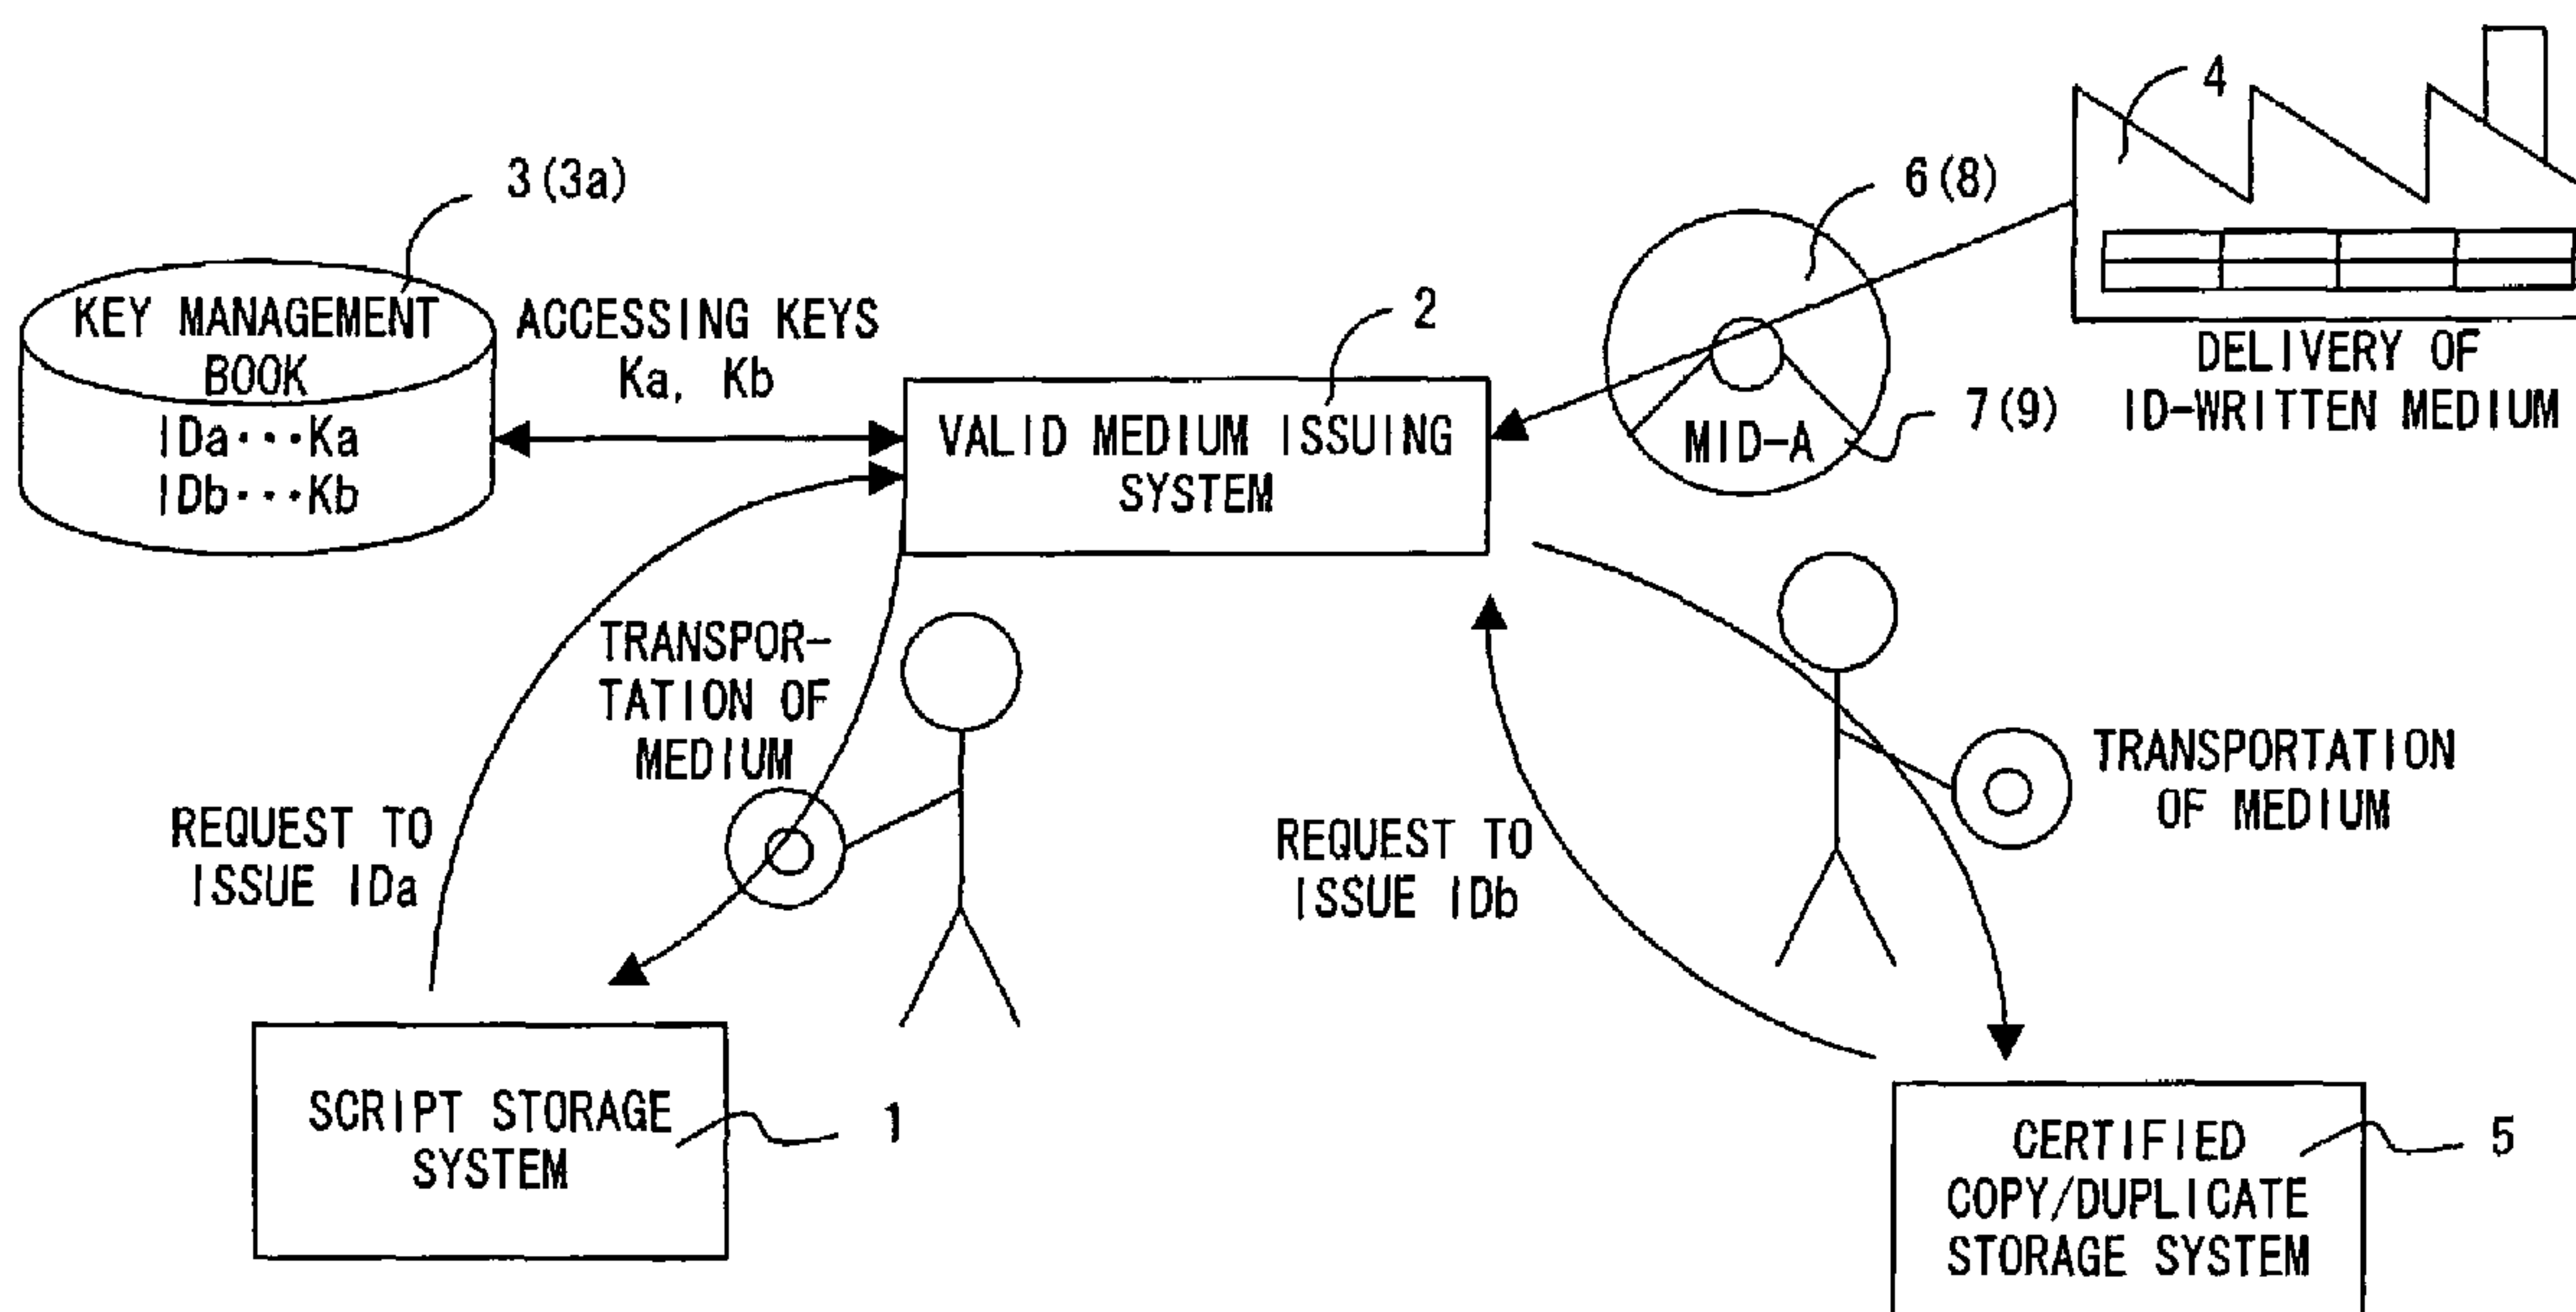 4
3(3a)
6(8)
KEY MANAGEMENT
BOOK
IDa···Ka
IDb···Kb
ACCESSING KEYS
Ka, Kb
2
VALID MEDIUM ISSUING
SYSTEM
MID-A
7(9)
DELIVERY OF
ID-WRITTEN MEDIUM
TRANSPOR-
TATION OF
MEDIUM
REQUEST TO
ISSUE IDa
REQUEST TO
ISSUE IDb
TRANSPORTATION
OF MEDIUM
SCRIPT STORAGE
SYSTEM
1
CERTIFIED
COPY/DUPLICATE
STORAGE SYSTEM
5